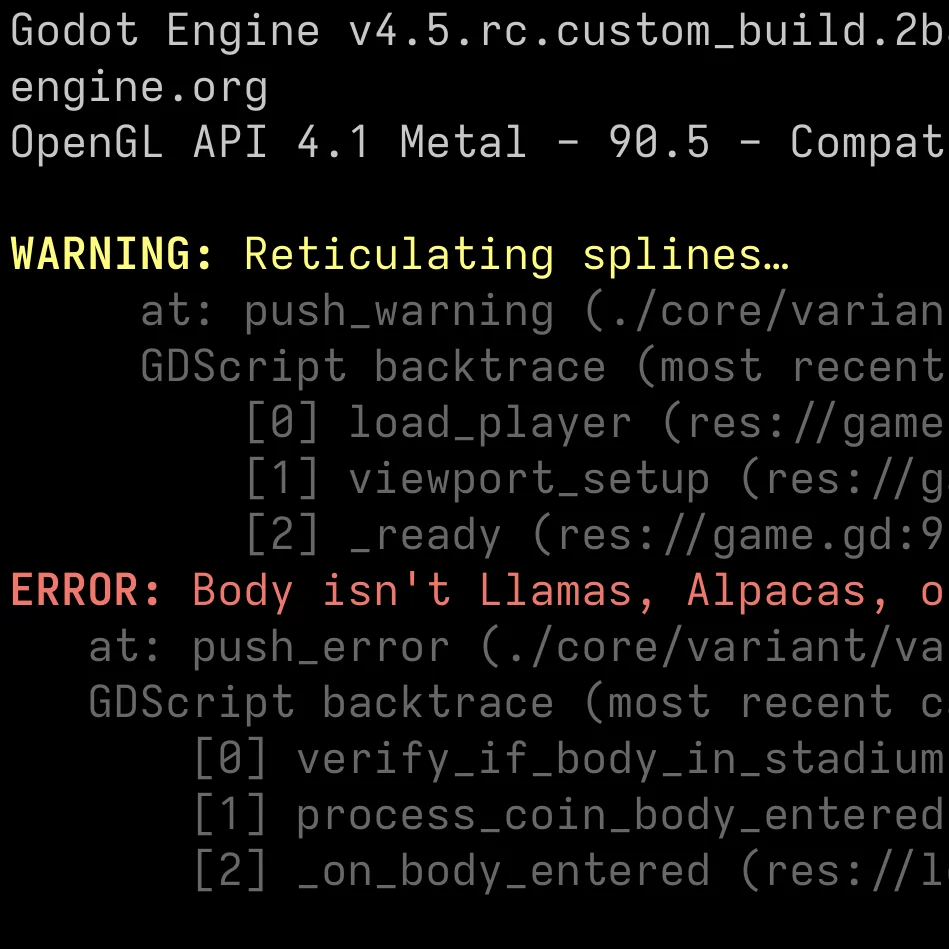 Godot Engine v4.5.rc.custom_build.2b
engine.org
OpenGL API 4.1 Metal - 90.5 - Compat
WARNING: Reticulating splines…
at: push_warning (./core/varian
GDScript backtrace (most recent
[0] load_player (res://game
[1] viewport_setup (res://g
[2] _ready (res://game.gd:9
ERROR: Body isn't Llamas, Alpacas, o
at: push_error (./core/variant/va
GDScript backtrace (most recent c
[0] verify_if_body_in_stadium
[1] process_coin_body_entered
[2] _on_body_entered (res://l